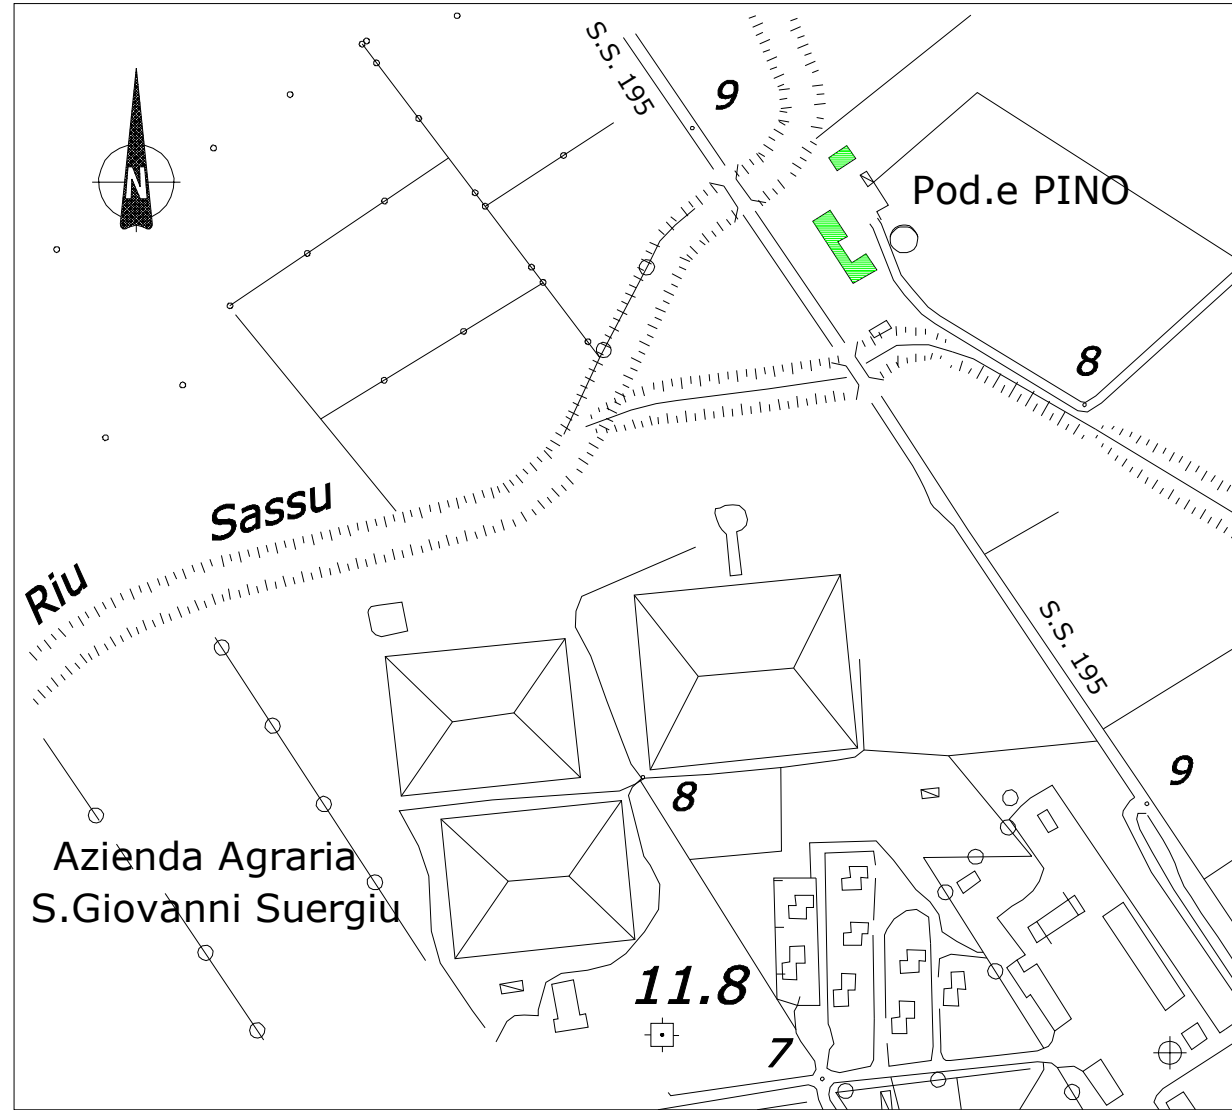 S.S. 195
9
N
Pod.e PINO
8
Sassu
Riu
S.S. 195
9
8
Azienda Agraria
S.Giovanni Suergiu
11.8
7